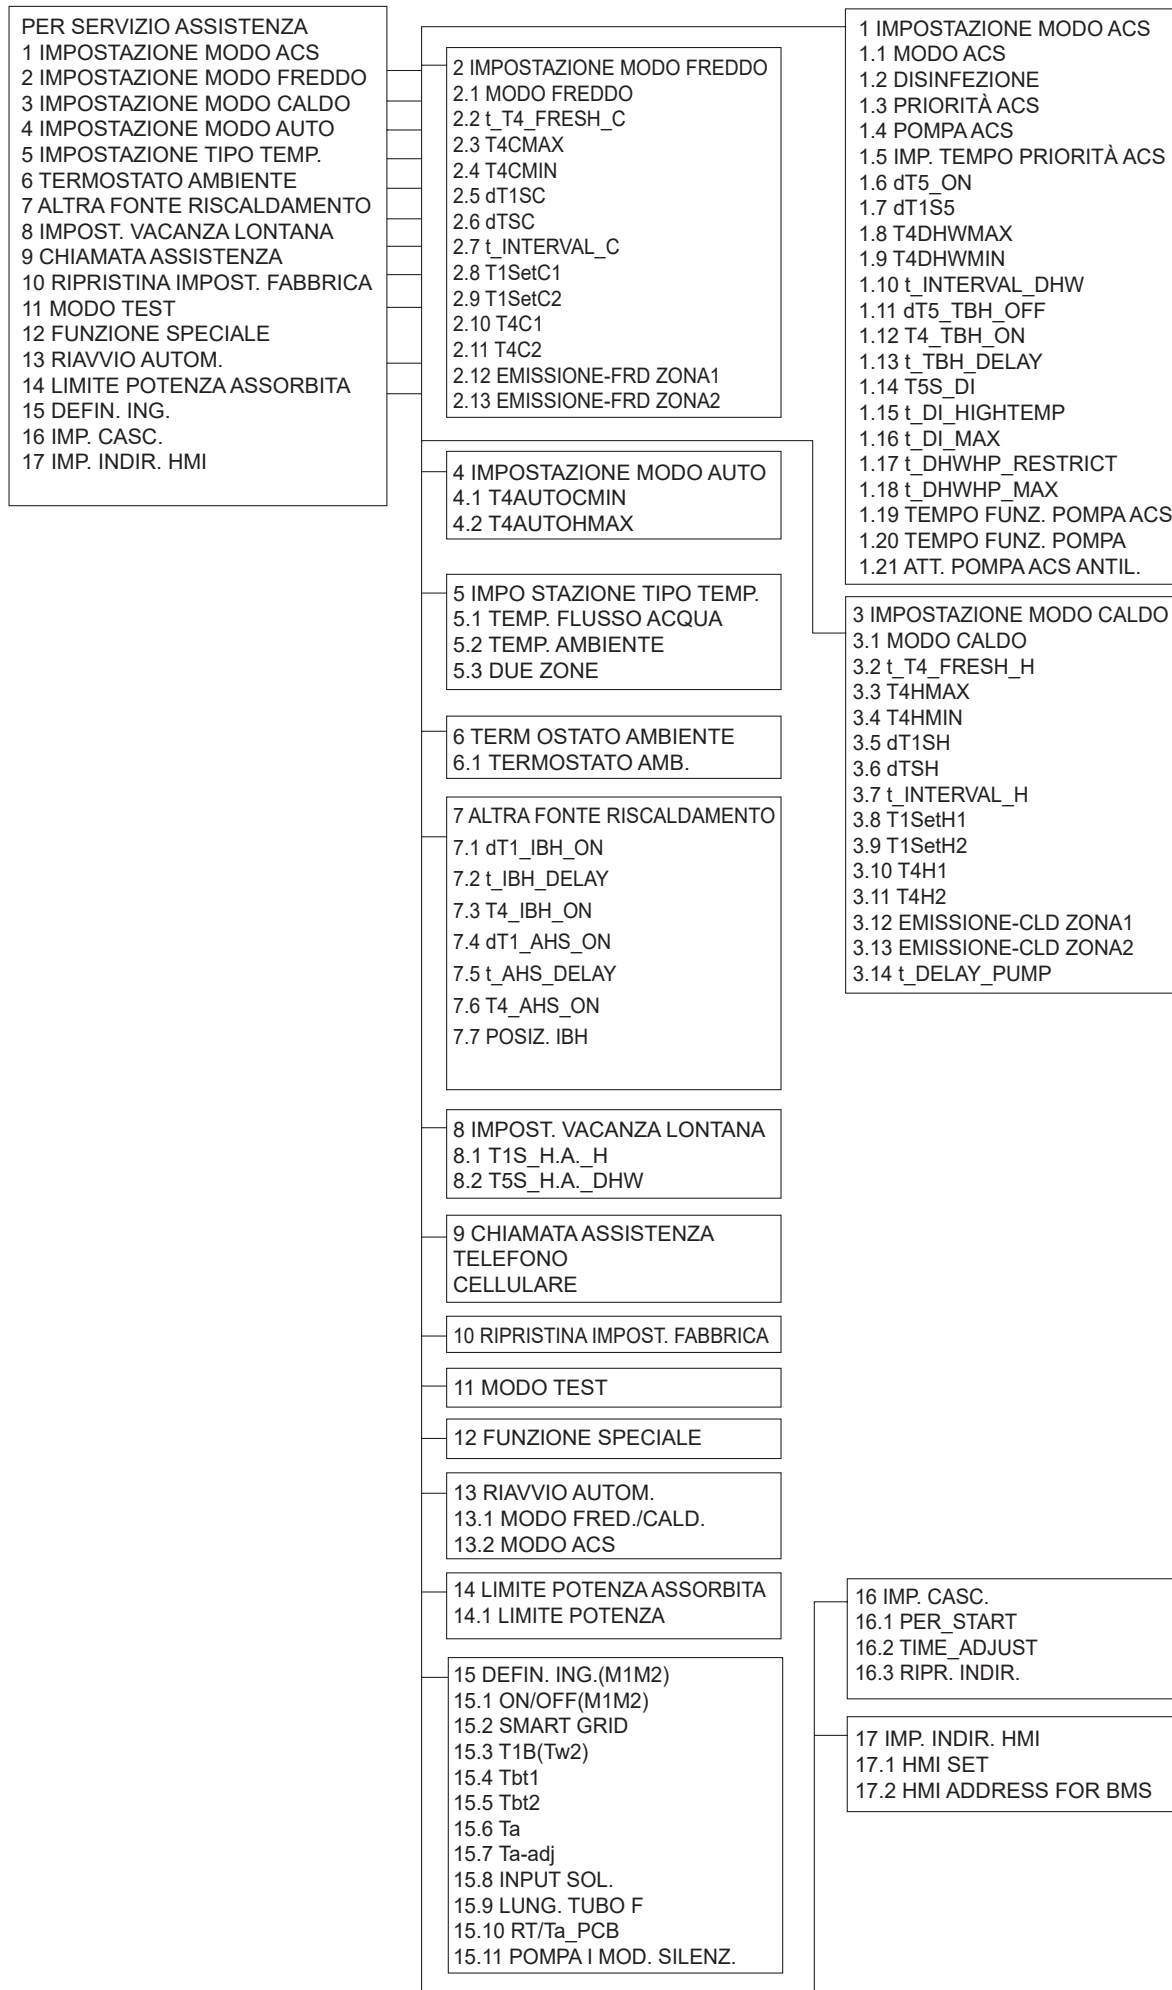 PER SERVIZIO ASSISTENZA
1 IMPOSTAZIONE MODO ACS
2 IMPOSTAZIONE MODO FREDDO
3 IMPOSTAZIONE MODO CALDO
4 IMPOSTAZIONE MODO AUTO
5 IMPOSTAZIONE TIPO TEMP.
6 TERMOSTATO AMBIENTE
7 ALTRA FONTE RISCALDAMENTO
8 IMPOST. VACANZA LONTANA
9 CHIAMATA ASSISTENZA
10 RIPRISTINA IMPOST. FABBRICA
11 MODO TEST
12 FUNZIONE SPECIALE
13 RIAVVIO AUTOM.
14 LIMITE POTENZA ASSORBITA
15 DEFIN. ING.
16 IMP. CASC.
17 IMP. INDIR. HMI
1 IMPOSTAZIONE MODO ACS
1.1 MODO ACS
1.2 DISINFEZIONE
1.3 PRIORITÀ ACS
1.4 POMPA ACS
1.5 IMP. TEMPO PRIORITÀ ACS
1.6 dT5_ON
1.7 dT1S5
1.8 T4DHWMAX
1.9 T4DHWMIN
1.10 t_INTERVAL_DHW
1.11 dT5_TBH_OFF
1.12 T4_TBH_ON
1.13 t_TBH_DELAY
1.14 T5S_DI
1.15 t_DI_HIGHTEMP
1.16 t_DI_MAX
1.17 t_DHWHP_RESTRICT
1.18 t_DHWHP_MAX
1.19 TEMPO FUNZ. POMPA ACS
1.20 TEMPO FUNZ. POMPA
1.21 ATT. POMPA ACS ANTIL.
2 IMPOSTAZIONE MODO FREDDO
2.1 MODO FREDDO
2.2 t_T4_FRESH_C
2.3 T4CMAX
2.4 T4CMIN
2.5 dT1SC
2.6 dTSC
2.7 t_INTERVAL_C
2.8 T1SetC1
2.9 T1SetC2
2.10 T4C1
2.11 T4C2
2.12 EMISSIONE-FRD ZONA1
2.13 EMISSIONE-FRD ZONA2
3 IMPOSTAZIONE MODO CALDO
3.1 MODO CALDO
3.2 t_T4_FRESH_H
3.3 T4HMAX
3.4 T4HMIN
3.5 dT1SH
3.6 dTSH
3.7 t_INTERVAL_H
3.8 T1SetH1
3.9 T1SetH2
3.10 T4H1
3.11 T4H2
3.12 EMISSIONE-CLD ZONA1
3.13 EMISSIONE-CLD ZONA2
3.14 t_DELAY_PUMP
4 IMPOSTAZIONE MODO AUTO
4.1 T4AUTOCMIN
4.2 T4AUTOHMAX
5 IMPO STAZIONE TIPO TEMP.
5.1 TEMP. FLUSSO ACQUA
5.2 TEMP. AMBIENTE
5.3 DUE ZONE
6 TERM OSTATO AMBIENTE
6.1 TERMOSTATO AMB.
7 ALTRA FONTE RISCALDAMENTO
7.1 dT1_IBH_ON
7.2 t_IBH_DELAY
7.3 T4_IBH_ON
7.4 dT1_AHS_ON
7.5 t_AHS_DELAY
7.6 T4_AHS_ON
7.7 POSIZ. IBH
8 IMPOST. VACANZA LONTANA
8.1 T1S_H.A._H
8.2 T5S_H.A._DHW
9 CHIAMATA ASSISTENZA
TELEFONO
CELLULARE
10 RIPRISTINA IMPOST. FABBRICA
11 MODO TEST
12 FUNZIONE SPECIALE
13 RIAVVIO AUTOM.
13.1 MODO FRED./CALD.
13.2 MODO ACS
14 LIMITE POTENZA ASSORBITA
14.1 LIMITE POTENZA
15 DEFIN. ING.(M1M2)
15.1 ON/OFF(M1M2)
15.2 SMART GRID
15.3 T1B(Tw2)
15.4 Tbt1
15.5 Tbt2
15.6 Ta
15.7 Ta-adj
15.8 INPUT SOL.
15.9 LUNG. TUBO F
15.10 RT/Ta_PCB
15.11 POMPA I MOD. SILENZ.
16 IMP. CASC.
16.1 PER_START
16.2 TIME_ADJUST
16.3 RIPR. INDIR.
17 IMP. INDIR. HMI
17.1 HMI SET
17.2 HMI ADDRESS FOR BMS